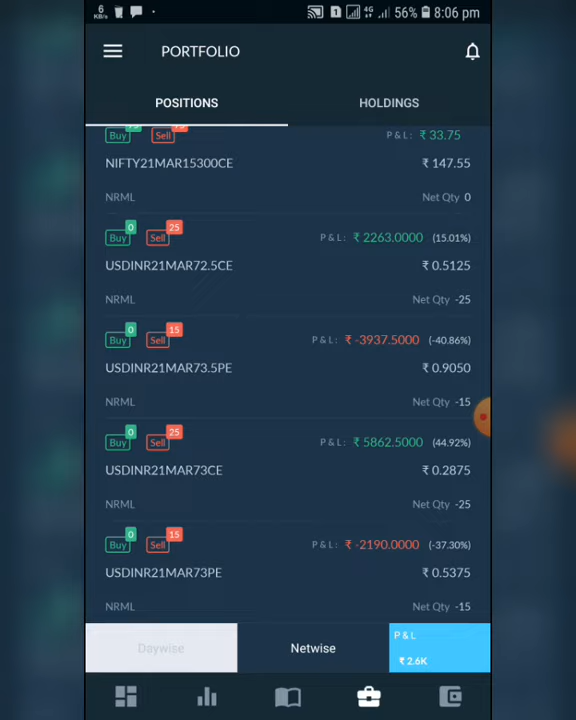 6 KB/s 1 4G 56% 8:06 pm
PORTFOLIO
POSITIONS HOLDINGS
Buy Sell P & L: ₹ 33.75
NIFTY21MAR15300CE ₹ 147.55
NRML Net Qty 0
Buy 0 Sell 25 P & L: ₹ 2263.0000 (15.01%)
USDINR21MAR72.5CE ₹ 0.5125
NRML Net Qty -25
Buy 0 Sell 15 P & L: ₹ -3937.5000 (-40.86%)
USDINR21MAR73.5PE ₹ 0.9050
NRML Net Qty -15
Buy 0 Sell 25 P & L: ₹ 5862.5000 (44.92%)
USDINR21MAR73CE ₹ 0.2875
NRML Net Qty -25
Buy 0 Sell 15 P & L: ₹ -2190.0000 (-37.30%)
USDINR21MAR73PE ₹ 0.5375
NRML Net Qty -15
Daywise Netwise P & L
₹ 2.6K